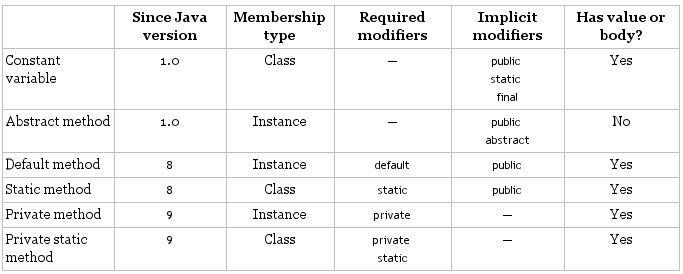 Since Java version Membership type Required modifiers Implicit modifiers Has value or body?
Constant variable 1.0 Class — public static final Yes
Abstract method 1.0 Instance — public abstract No
Default method 8 Instance default public Yes
Static method 8 Class static public Yes
Private method 9 Instance private — Yes
Private static method 9 Class private static — Yes